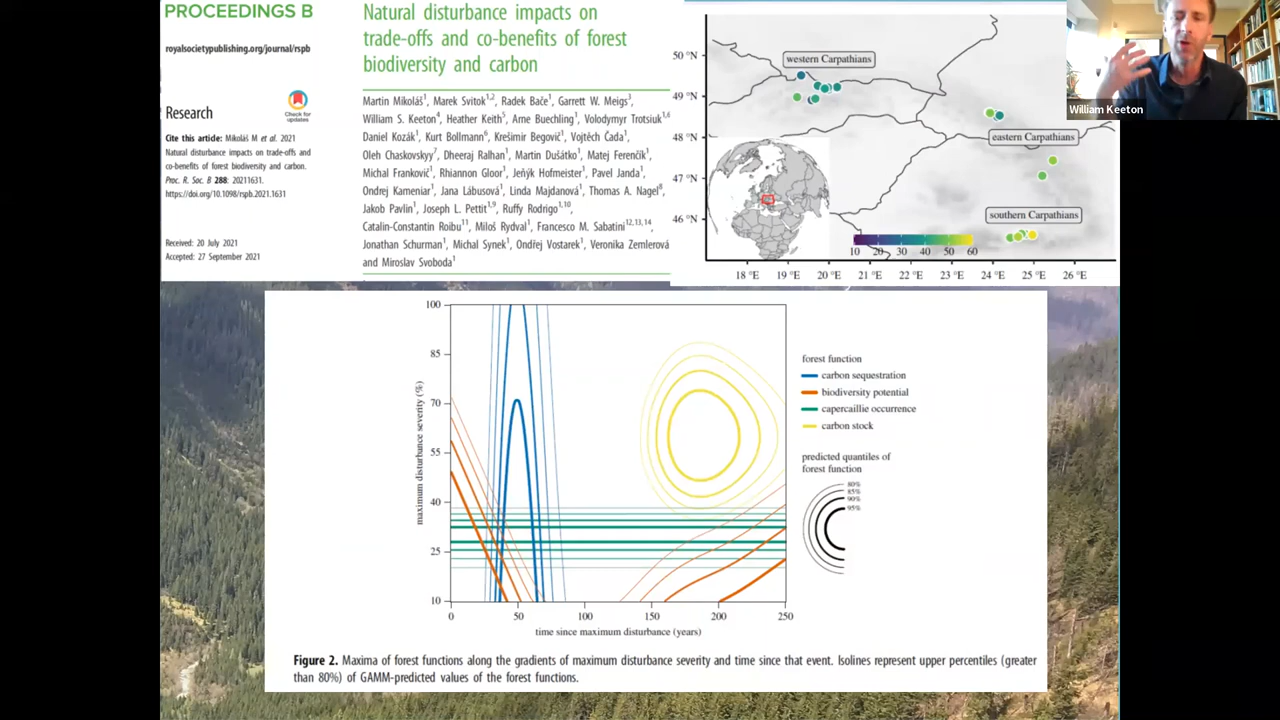 PROCEEDINGS B
royalsocietypublishing.org/journal/rspb
Research
Check for
updates
Cite this article: Mikoláš M et al. 2021
Natural disturbance impacts on trade-offs and
co-benefits of forest biodiversity and carbon.
Proc. R. Soc. B 288: 20211631.
https://doi.org/10.1098/rspb.2021.1631
Received: 20 July 2021
Accepted: 27 September 2021
Natural disturbance impacts on
trade-offs and co-benefits of forest
biodiversity and carbon
Martin Mikoláš1, Marek Svitok1,2, Radek Bače1, Garrett W. Meigs3,
William S. Keeton4, Heather Keith5, Arne Buechling1, Volodymyr Trotsiuk1,6
Daniel Kozák1, Kurt Bollmann6, Krešimir Begovič1, Vojtěch Čada1,
Oleh Chaskovskyy7, Dheeraj Ralhan1, Martin Dušátko1, Matej Ferenčík1,
Michal Frankovič1, Rhiannon Gloor1, Jeňýk Hofmeister1, Pavel Janda1,
Ondrej Kameniar1, Jana Lábusová1, Linda Majdanová1, Thomas A. Nagel8,
Jakob Pavlin1, Joseph L. Pettit1,9, Ruffy Rodrigo1,10,
Catalin-Constantin Roibu11, Miloš Rydval1, Francesco M. Sabatini12,13,14
Jonathan Schurman1, Michal Synek1, Ondřej Vostarek1, Veronika Zemlerová
and Miroslav Svoboda1
50 °N
49 °N
48 °N
47 °N
46 °N
western Carpathians
eastern Carpathians
southern Carpathians
10 20 30 40 50 60
18 °E 19 °E 20 °E 21 °E 22 °E 23 °E 24 °E 25 °E 26 °E
William Keeton
maximum disturbance severity (%)
100
85
70
55
40
25
10
0 50 100 150 200 250
time since maximum disturbance (years)
forest function
carbon sequestration
biodiversity potential
capercaillie occurrence
carbon stock
predicted quantiles of
forest function
80%
85%
90%
95%
Figure 2. Maxima of forest functions along the gradients of maximum disturbance severity and time since that event. Isolines represent upper percentiles (greater
than 80%) of GAMM-predicted values of the forest functions.